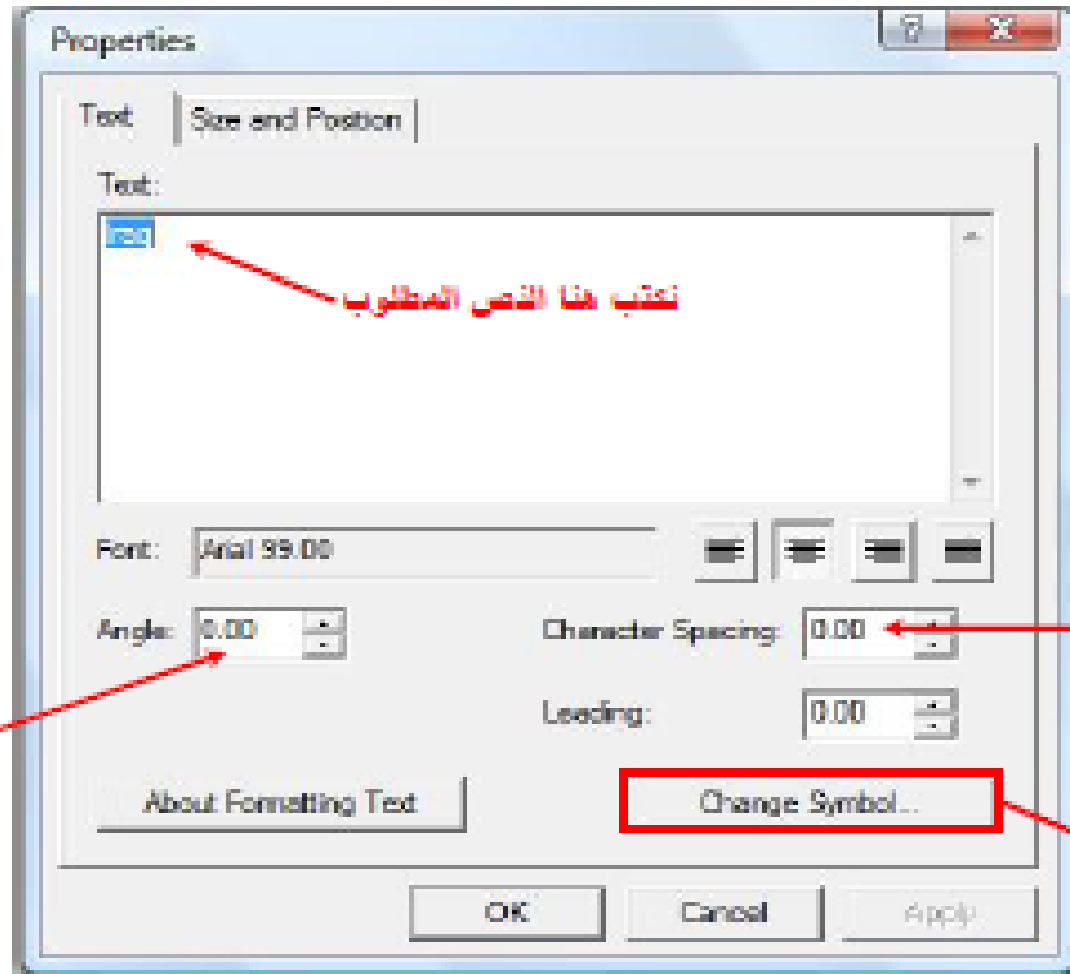 Properties
Text
Size and Position
Text:
Iraq
نكتب هنا النص المطلوب
Font:
Arial 99.00
Angle: 0.00
Character Spacing: 0.00
Leading: 0.00
About Formatting Text
Change Symbol...
OK
Cancel
Apply